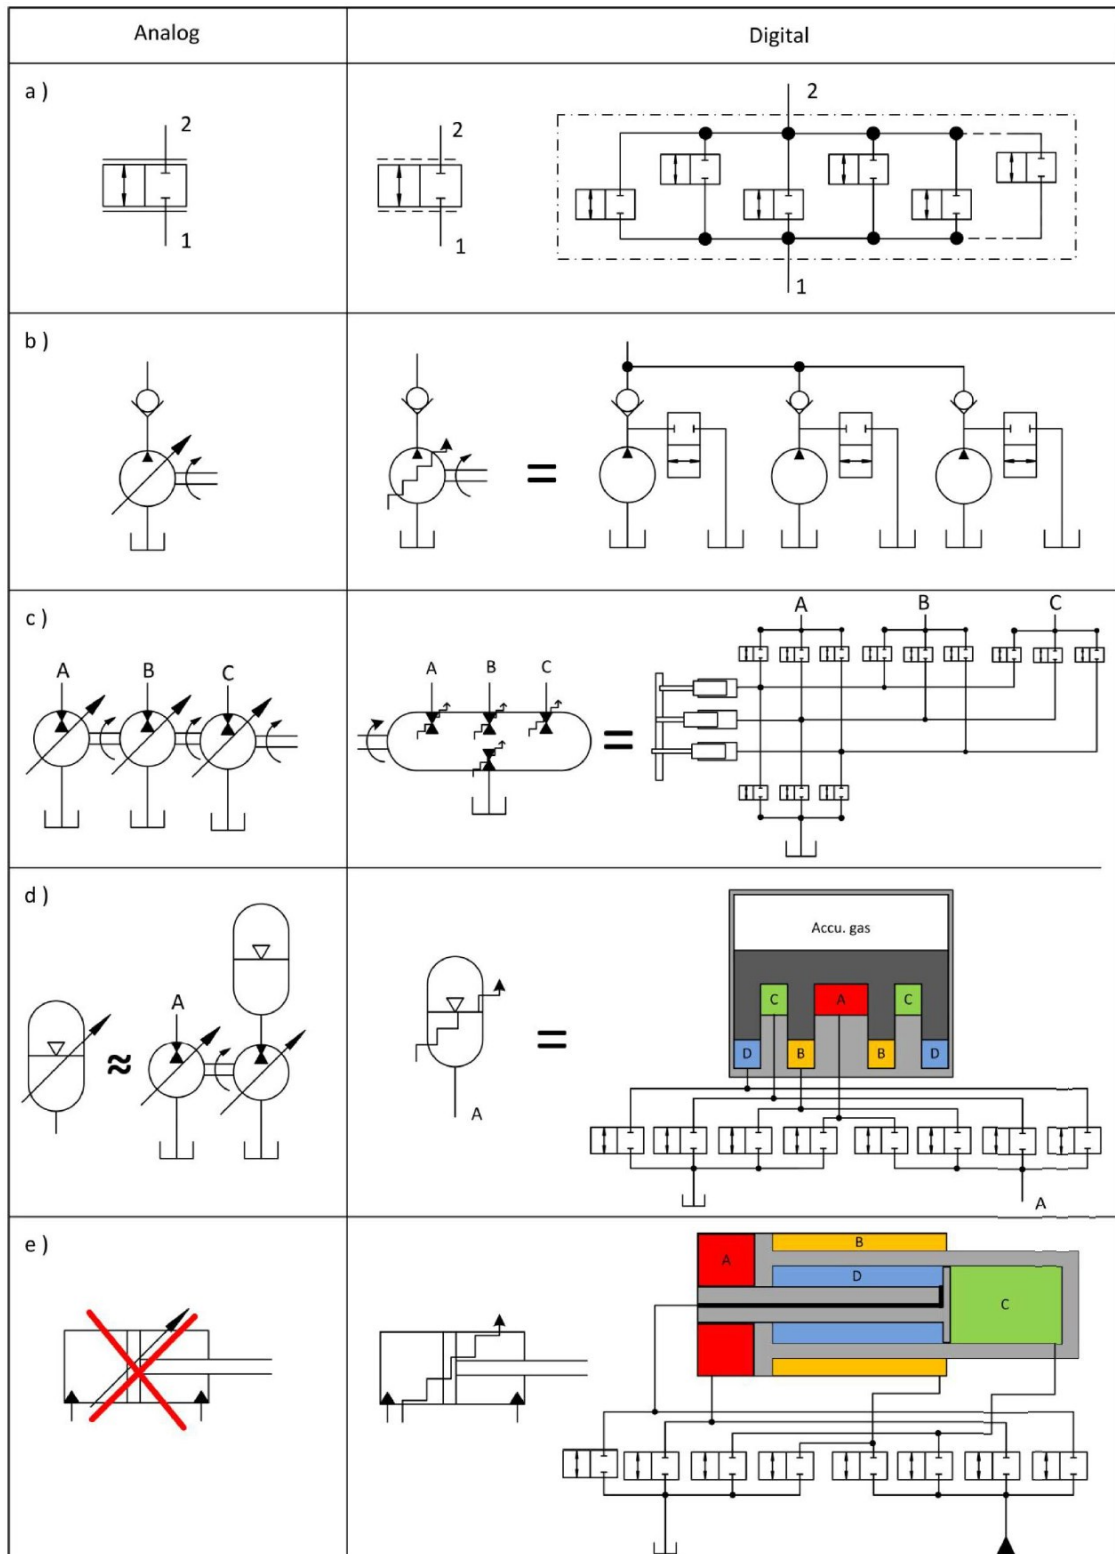 Analog
Digital
a )
2
1
2
1
2
1
b )
=
c )
A
B
C
A
B
C
=
A
B
C
d )
≈
A
A
=
Accu. gas
C
A
C
D
B
B
D
A
e )
B
A
D
C